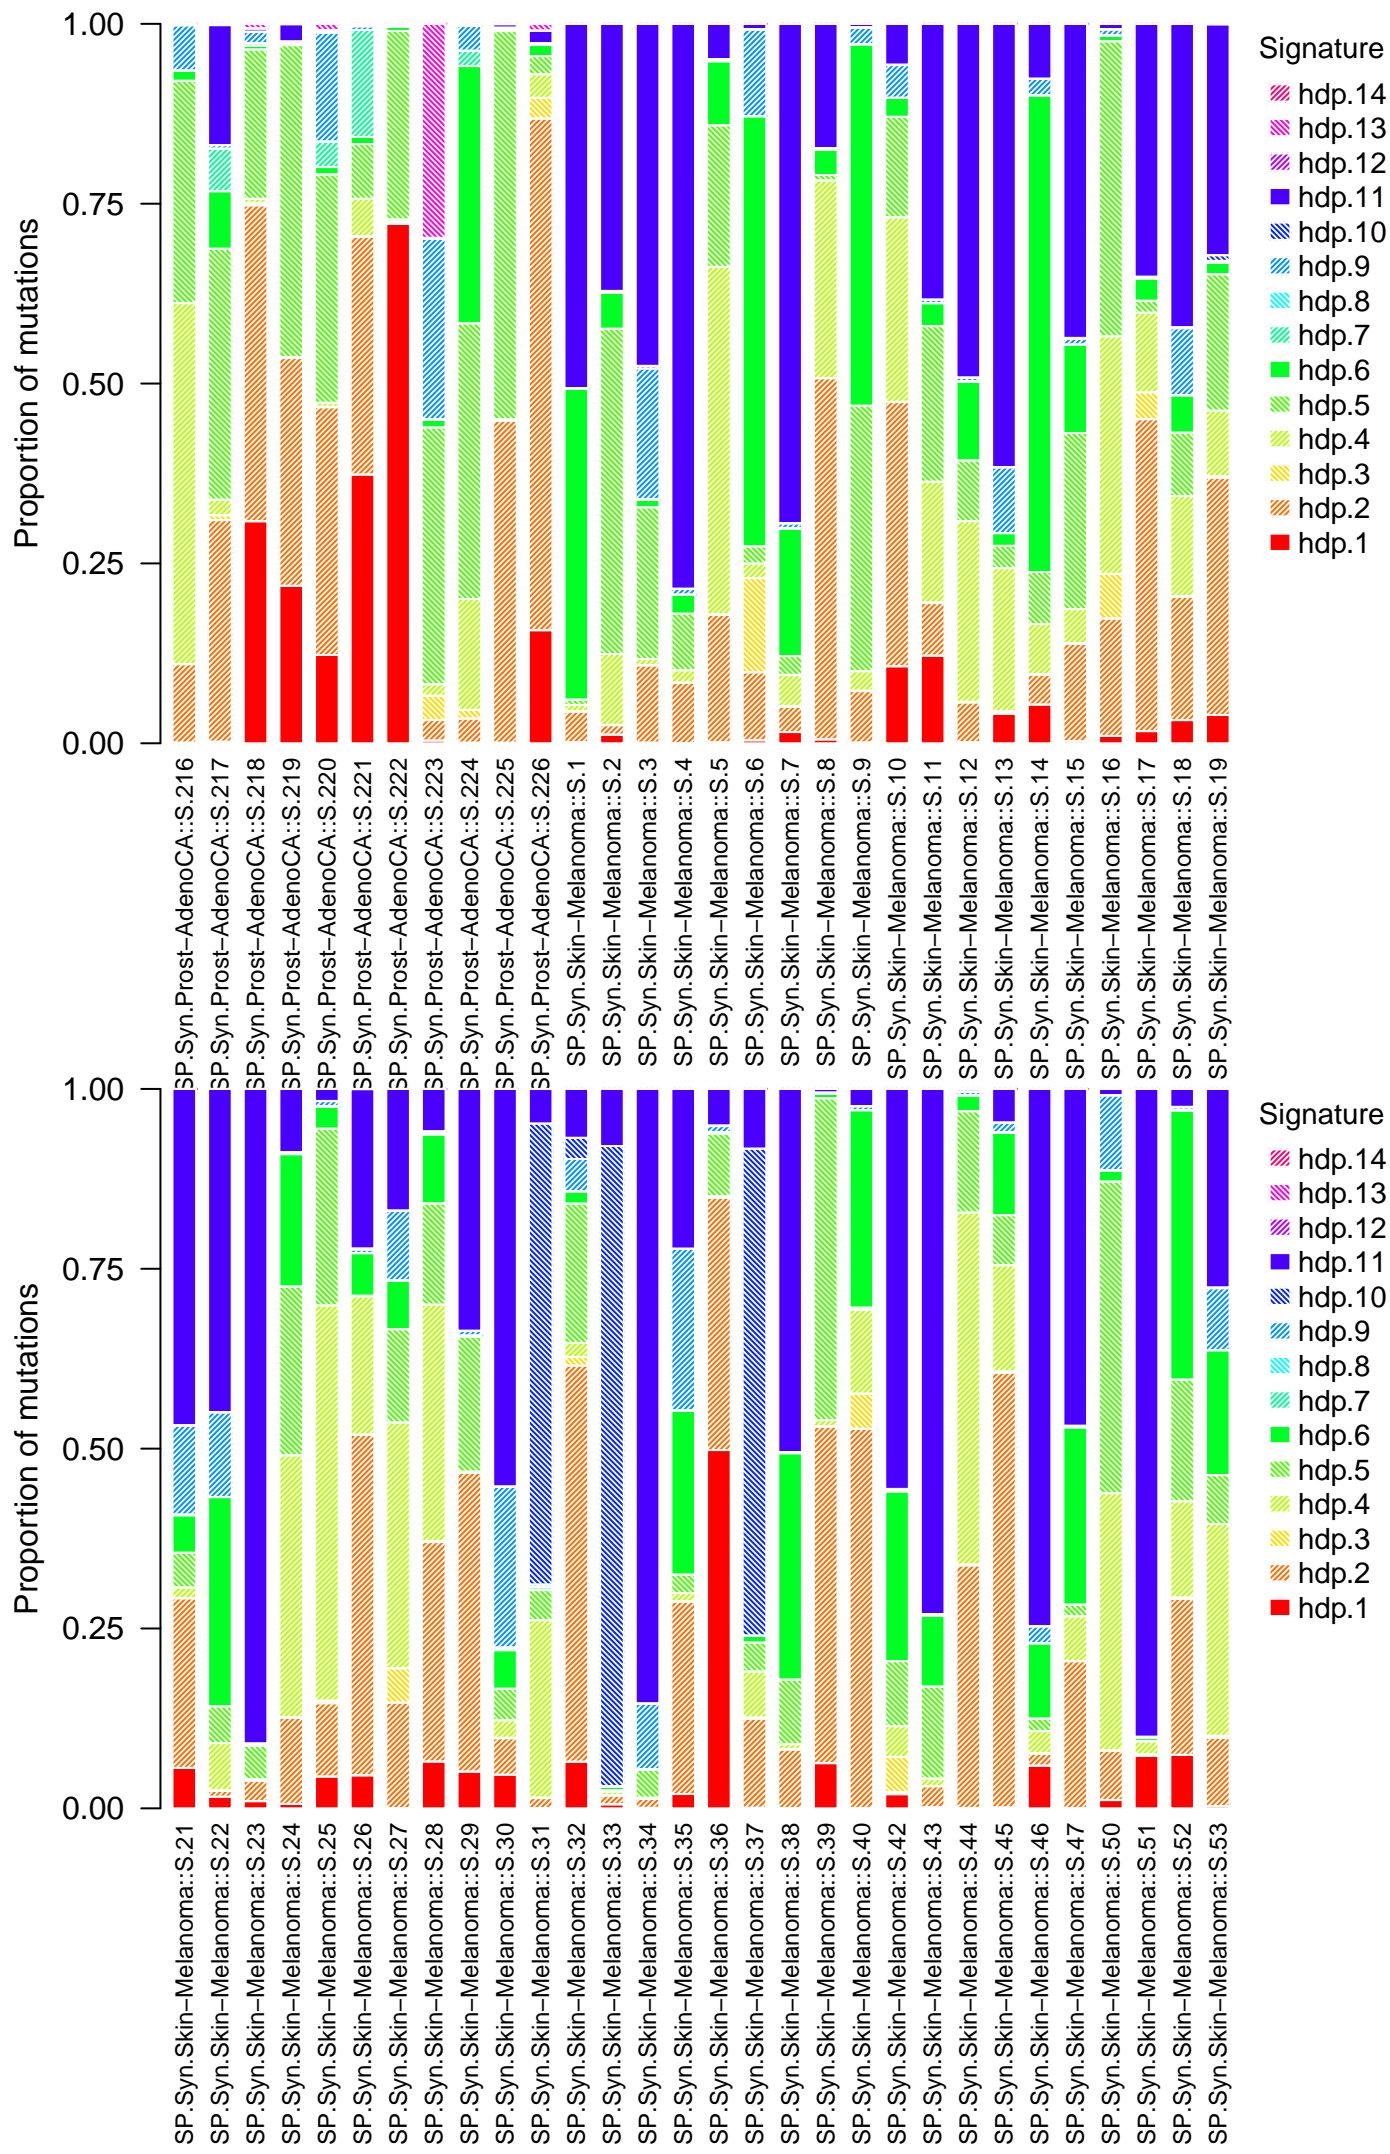 Proportion of mutations
1.00
0.75
0.50
0.25
0.00
Signature
hdp.14
hdp.13
hdp.12
hdp.11
hdp.10
hdp.9
hdp.8
hdp.7
hdp.6
hdp.5
hdp.4
hdp.3
hdp.2
hdp.1
SP.Syn.Prost−AdenoCA::S.216
SP.Syn.Prost−AdenoCA::S.217
SP.Syn.Prost−AdenoCA::S.218
SP.Syn.Prost−AdenoCA::S.219
SP.Syn.Prost−AdenoCA::S.220
SP.Syn.Prost−AdenoCA::S.221
SP.Syn.Prost−AdenoCA::S.222
SP.Syn.Prost−AdenoCA::S.223
SP.Syn.Prost−AdenoCA::S.224
SP.Syn.Prost−AdenoCA::S.225
SP.Syn.Prost−AdenoCA::S.226
SP.Syn.Skin−Melanoma::S.1
SP.Syn.Skin−Melanoma::S.2
SP.Syn.Skin−Melanoma::S.3
SP.Syn.Skin−Melanoma::S.4
SP.Syn.Skin−Melanoma::S.5
SP.Syn.Skin−Melanoma::S.6
SP.Syn.Skin−Melanoma::S.7
SP.Syn.Skin−Melanoma::S.8
SP.Syn.Skin−Melanoma::S.9
SP.Syn.Skin−Melanoma::S.10
SP.Syn.Skin−Melanoma::S.11
SP.Syn.Skin−Melanoma::S.12
SP.Syn.Skin−Melanoma::S.13
SP.Syn.Skin−Melanoma::S.14
SP.Syn.Skin−Melanoma::S.15
SP.Syn.Skin−Melanoma::S.16
SP.Syn.Skin−Melanoma::S.17
SP.Syn.Skin−Melanoma::S.18
SP.Syn.Skin−Melanoma::S.19
Proportion of mutations
1.00
0.75
0.50
0.25
0.00
Signature
hdp.14
hdp.13
hdp.12
hdp.11
hdp.10
hdp.9
hdp.8
hdp.7
hdp.6
hdp.5
hdp.4
hdp.3
hdp.2
hdp.1
SP.Syn.Skin−Melanoma::S.21
SP.Syn.Skin−Melanoma::S.22
SP.Syn.Skin−Melanoma::S.23
SP.Syn.Skin−Melanoma::S.24
SP.Syn.Skin−Melanoma::S.25
SP.Syn.Skin−Melanoma::S.26
SP.Syn.Skin−Melanoma::S.27
SP.Syn.Skin−Melanoma::S.28
SP.Syn.Skin−Melanoma::S.29
SP.Syn.Skin−Melanoma::S.30
SP.Syn.Skin−Melanoma::S.31
SP.Syn.Skin−Melanoma::S.32
SP.Syn.Skin−Melanoma::S.33
SP.Syn.Skin−Melanoma::S.34
SP.Syn.Skin−Melanoma::S.35
SP.Syn.Skin−Melanoma::S.36
SP.Syn.Skin−Melanoma::S.37
SP.Syn.Skin−Melanoma::S.38
SP.Syn.Skin−Melanoma::S.39
SP.Syn.Skin−Melanoma::S.40
SP.Syn.Skin−Melanoma::S.42
SP.Syn.Skin−Melanoma::S.43
SP.Syn.Skin−Melanoma::S.44
SP.Syn.Skin−Melanoma::S.45
SP.Syn.Skin−Melanoma::S.46
SP.Syn.Skin−Melanoma::S.47
SP.Syn.Skin−Melanoma::S.50
SP.Syn.Skin−Melanoma::S.51
SP.Syn.Skin−Melanoma::S.52
SP.Syn.Skin−Melanoma::S.53